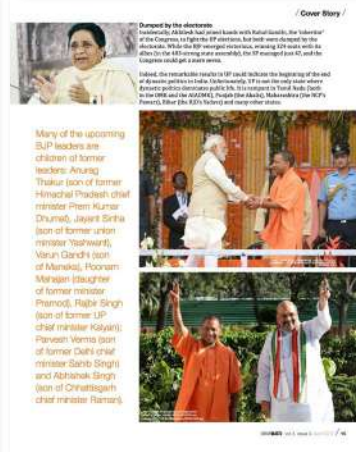 / Cover Story /
Dumped by the electorate
Incidentally, Akhilesh had joined hands with Rahul Gandhi, the 'inheritor'
of the Congress, to fight the UP elections, but both were dumped by the
electorate. While the BJP emerged victorious, winning 325 seats with its
allies (in the 403-strong state assembly), the SP managed just 47, and the
Congress could get a mere seven.
Indeed, the remarkable results in UP could indicate the beginning of the end
of dynastic politics in India. Unfortunately, UP is not the only state where
dynastic politics dominates public life. It is rampant in Tamil Nadu (both
in the DMK and the AIADMK), Punjab (the Akalis), Maharashtra (the NCP's
Pawars), Bihar (the RJD's Yadavs) and many other states.
Many of the upcoming
BJP leaders are
children of former
leaders: Anurag
Thakur (son of former
Himachal Pradesh chief
minister Prem Kumar
Dhumal), Jayant Sinha
(son of former union
minister Yashwant),
Varun Gandhi (son
of Maneka), Poonam
Mahajan (daughter
of former minister
Pramod), Rajbir Singh
(son of former UP
chief minister Kalyan);
Parvesh Verma (son
of former Delhi chief
minister Sahib Singh)
and Abhishek Singh
(son of Chhattisgarh
chief minister Raman).